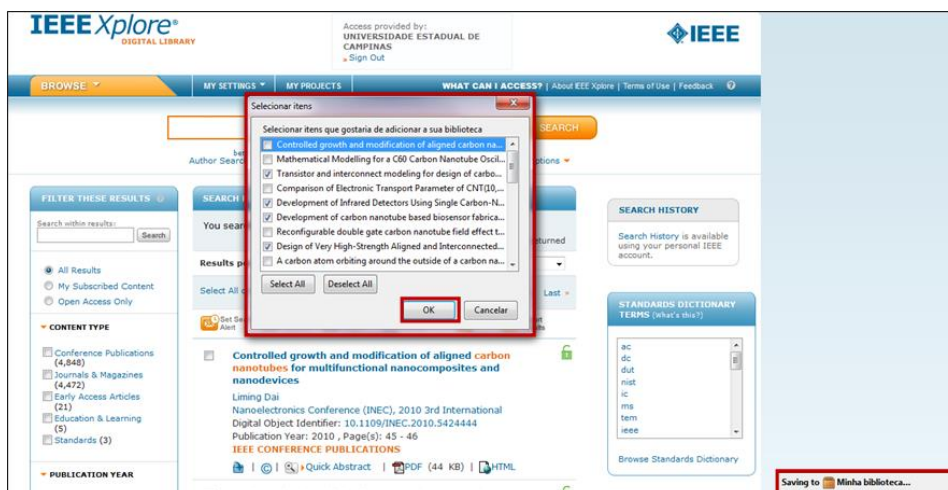 IEEE Xplore®
DIGITAL LIBRARY
Access provided by:
UNIVERSIDADE ESTADUAL DE
CAMPINAS
» Sign Out
IEEE
BROWSE
MY SETTINGS
MY PROJECTS
WHAT CAN I ACCESS? | About IEEE Xplore | Terms of Use | Feedback
Selecionar itens
Selecionar itens que gostaria de adicionar a sua biblioteca
Controlled growth and modification of aligned carbon na...
Mathematical Modelling for a C60 Carbon Nanotube Oscil...
Transistor and interconnect modeling for design of carbo...
Comparison of Electronic Transport Parameter of CNT(10,...
Development of Infrared Detectors Using Single Carbon-N...
Development of carbon nanotube based biosensor fabrica...
Reconfigurable double gate carbon nanotube field effect t...
Design of Very High-Strength Aligned and Interconnected...
A carbon atom orbiting around the outside of a carbon na...
Select All
Deselect All
OK
Cancelar
SEARCH
Author Searc
ptions
FILTER THESE RESULTS
Search within results:
Search
All Results
My Subscribed Content
Open Access Only
CONTENT TYPE
Conference Publications
(4,848)
Journals & Magazines
(4,472)
Early Access Articles
(21)
Education & Learning
(5)
Standards (3)
PUBLICATION YEAR
SEARCH
You sear
eturned
Results p
Select All
Last »
Set Se
Alert
Controlled growth and modification of aligned carbon
nanotubes for multifunctional nanocomposites and
nanodevices
Liming Dai
Nanoelectronics Conference (INEC), 2010 3rd International
Digital Object Identifier: 10.1109/INEC.2010.5424444
Publication Year: 2010 , Page(s): 45 - 46
IEEE CONFERENCE PUBLICATIONS
| © | Quick Abstract | PDF (44 KB) | HTML
SEARCH HISTORY
Search History is available
using your personal IEEE
account.
STANDARDS DICTIONARY
TERMS (What's this?)
ac
dc
dut
nist
ic
ms
tem
ieee
Browse Standards Dictionary
Saving to Minha biblioteca...